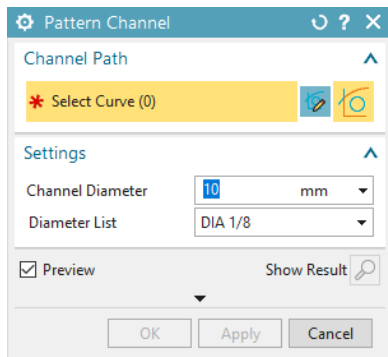 Pattern Channel ?
Channel Path
* Select Curve (0)
Settings
Channel Diameter 10 mm
Diameter List DIA 1/8
Preview Show Result
OK Apply Cancel